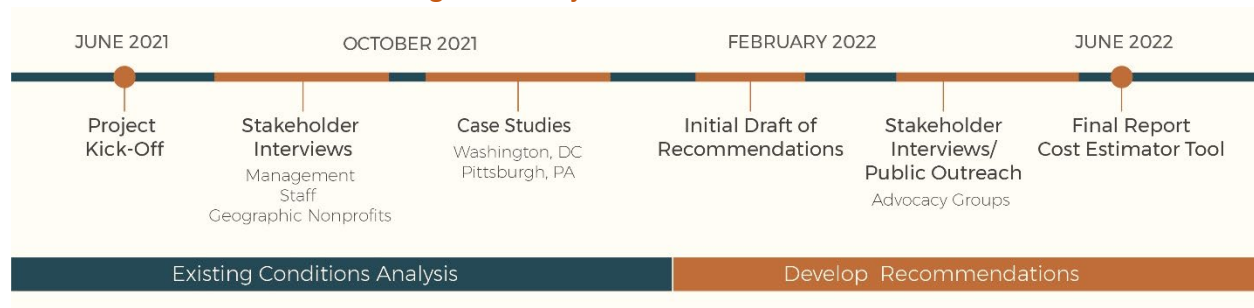 JUNE 2021
OCTOBER 2021
FEBRUARY 2022
JUNE 2022
Project
Kick-Off
Stakeholder
Interviews
Management
Staff
Geographic Nonprofits
Case Studies
Washington, DC
Pittsburgh, PA
Initial Draft of
Recommendations
Stakeholder
Interviews/
Public Outreach
Advocacy Groups
Final Report
Cost Estimator Tool
Existing Conditions Analysis
Develop Recommendations